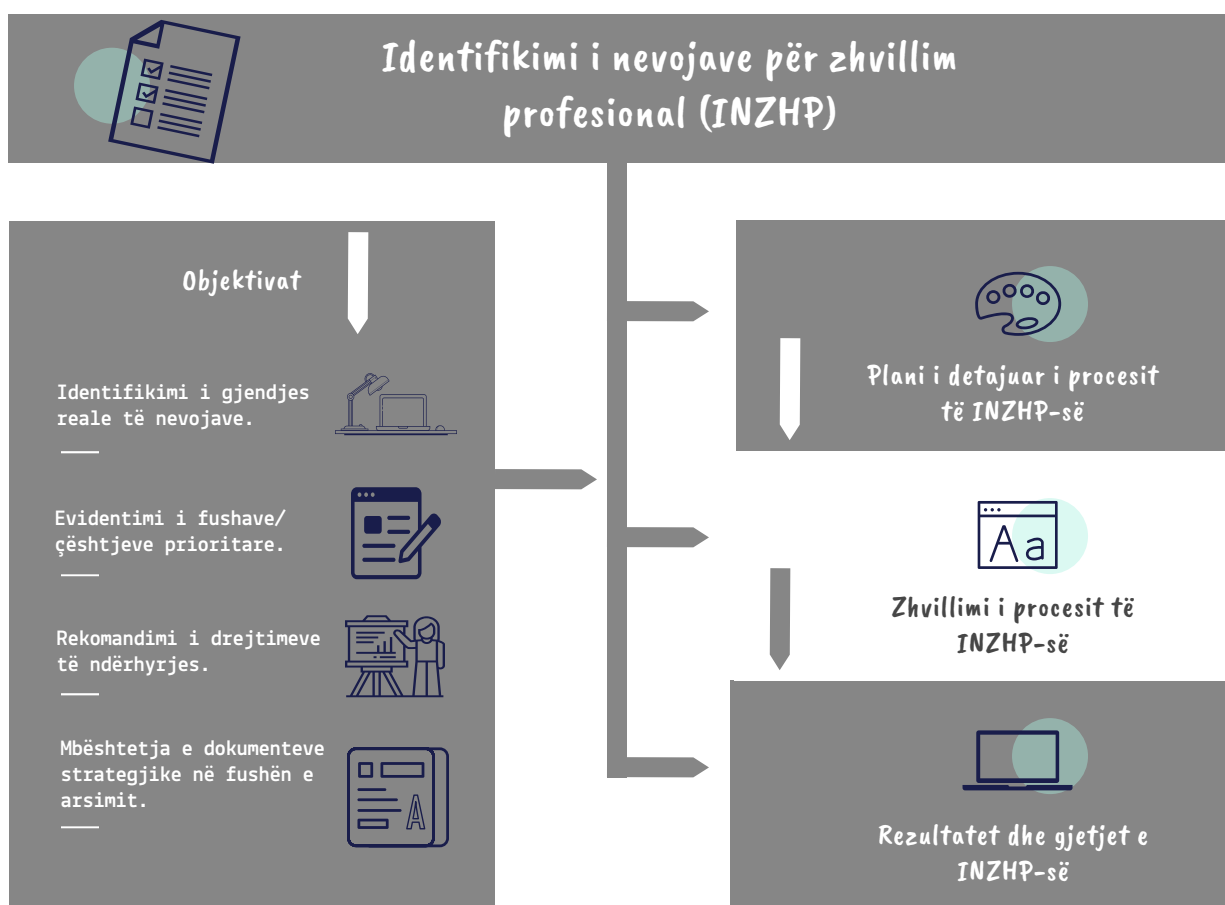 Identifikimi i nevojave për zhvillim
profesional (INZHP)
Objektivat
Identifikimi i gjendjes
reale të nevojave.
Evidentimi i fushave/
çështjeve prioritare.
Rekomandimi i drejtimeve
të ndërhyrjes.
Mbështetja e dokumenteve
strategjike në fushën e
arsimit.
A
Plani i detajuar i procesit
të INZHP-së
Aa
Zhvillimi i procesit të
INZHP-së
Rezultatet dhe gjetjet e
INZHP-së